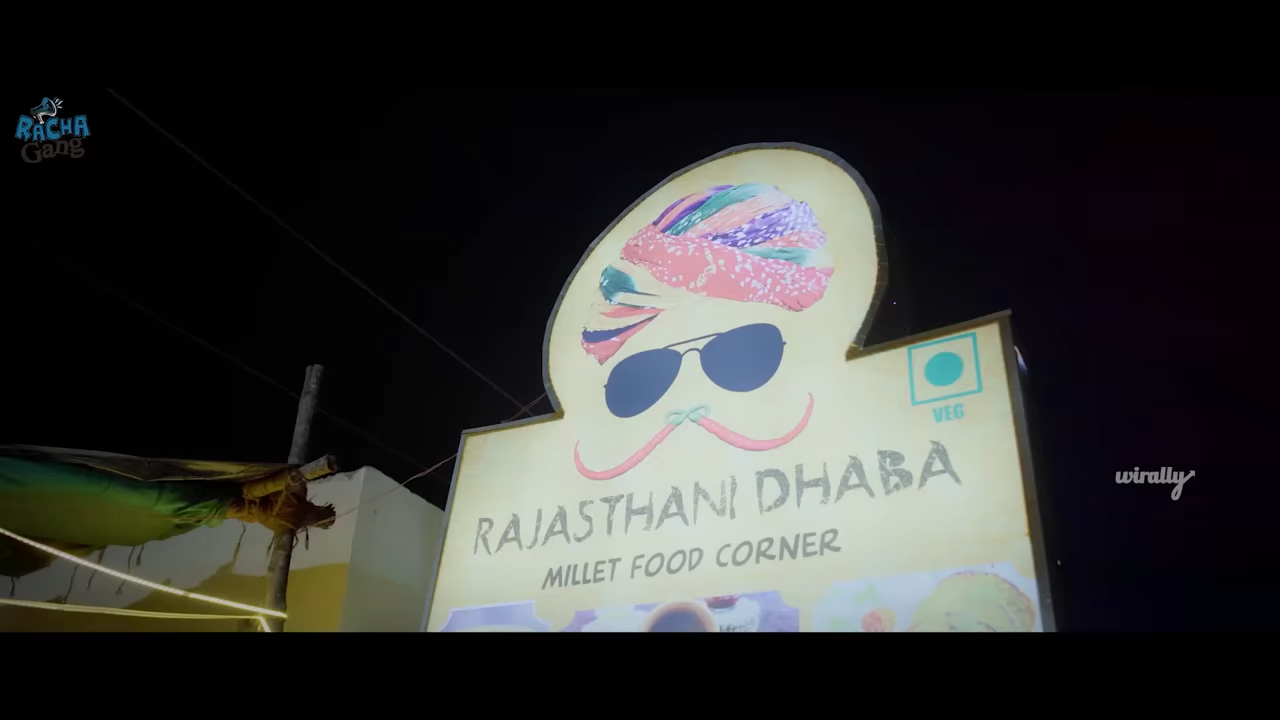 RACHA
Gang
VEG
RAJASTHANI DHABA
MILLET FOOD CORNER
wirally